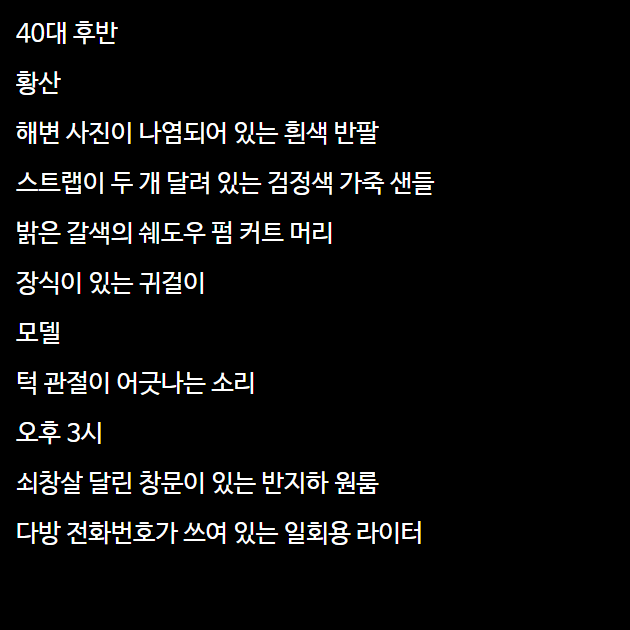 40대 후반
황산
해변 사진이 나염되어 있는 흰색 반팔
스트랩이 두 개 달려 있는 검정색 가죽 샌들
밝은 갈색의 쉐도우 펌 커트 머리
장식이 있는 귀걸이
모델
턱 관절이 어긋나는 소리
오후 3시
쇠창살 달린 창문이 있는 반지하 원룸
다방 전화번호가 쓰여 있는 일회용 라이터